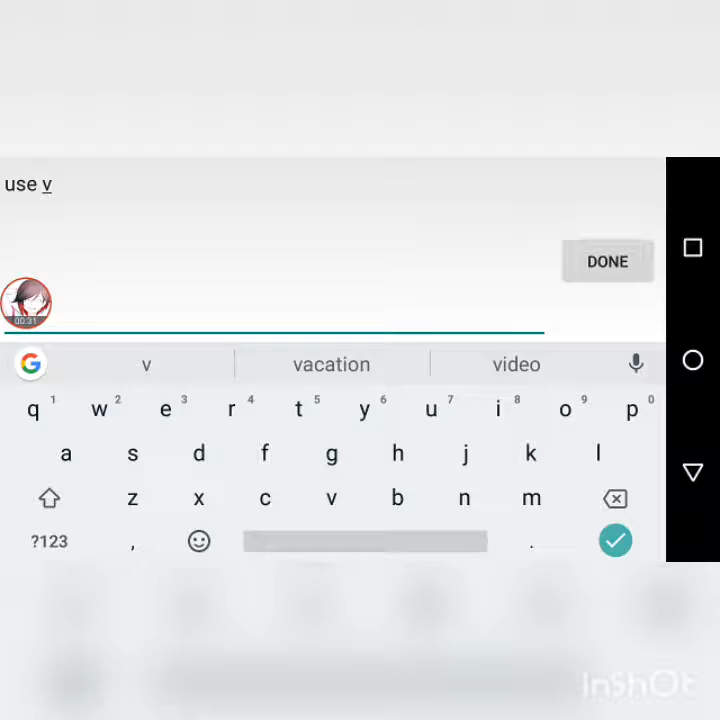 use v
DONE
00:31
G v vacation video
q 1 w 2 e 3 r 4 t 5 y 6 u 7 i 8 o 9 p 0
a s d f g h j k l
z x c v b n m
?123 , .
InShOt